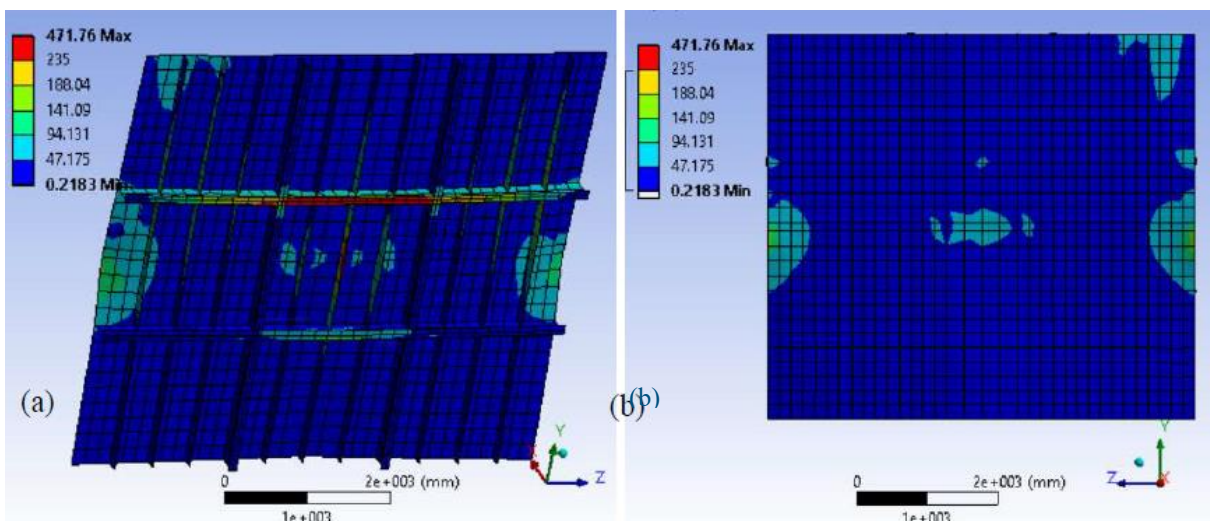 471.76 Max
235
188.04
141.09
94.131
47.175
0.2183 Min
(a)
Y
X
Z
0
2e+003 (mm)
1e+003
471.76 Max
235
188.04
141.09
94.131
47.175
0.2183 Min
(b)
(b)
Y
Z
X
0
2e+003 (mm)
1e+003